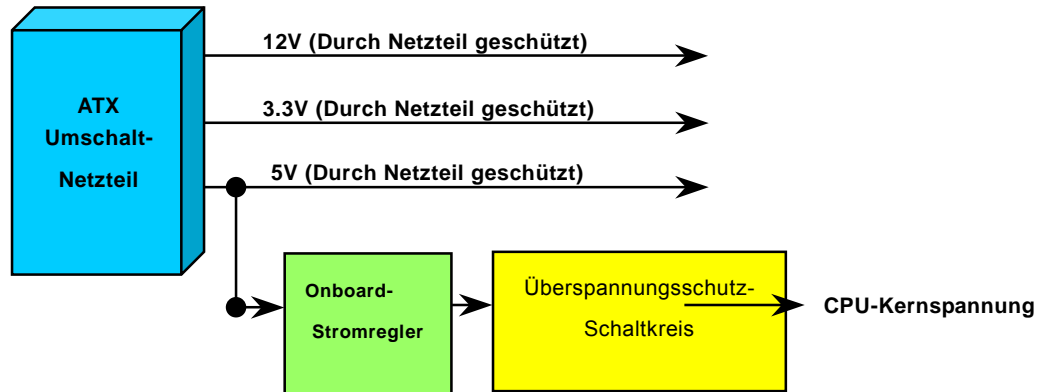 12V (Durch Netzteil geschützt)
ATX
Umschalt-
Netzteil
3.3V (Durch Netzteil geschützt)
5V (Durch Netzteil geschützt)
Onboard-
Stromregler
Überspannungsschutz-
Schaltkreis
CPU-Kernspannung